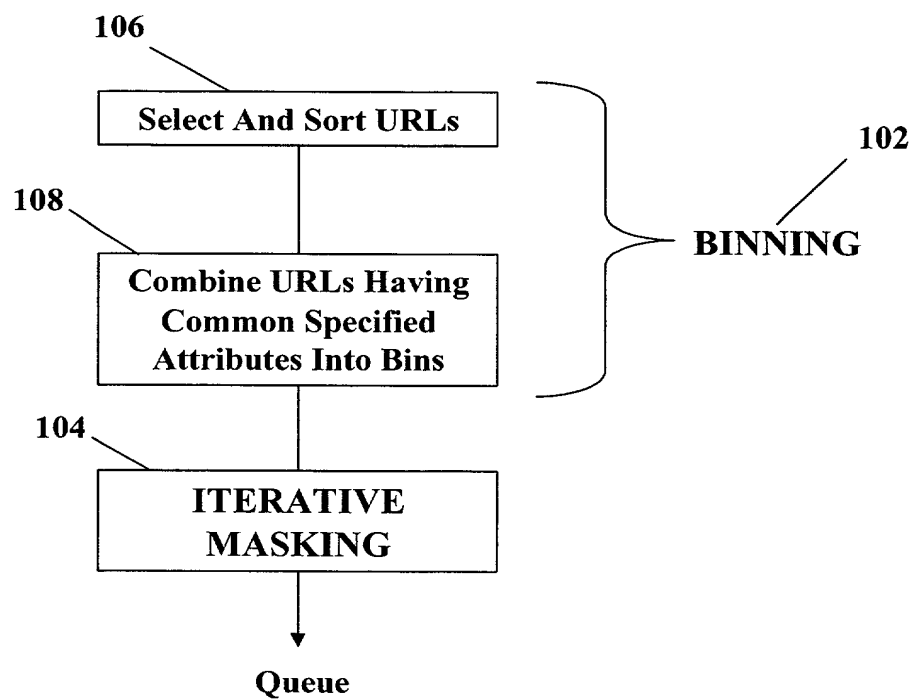 106
Select And Sort URLs
102
108
BINNING
Combine URLs Having
Common Specified
Attributes Into Bins
104
ITERATIVE
MASKING
Queue